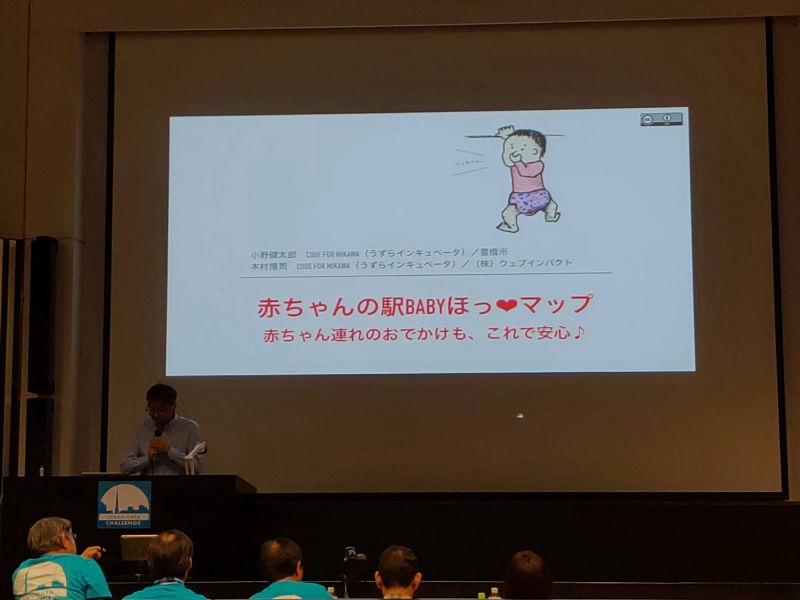 小野健太郎 CODE FOR MIKAWA（うずらインキュベータ）／豊橋市
木村博司 CODE FOR MIKAWA（うずらインキュベータ）／（株）ウェブインパクト
赤ちゃんの駅BABYほっ❤マップ
赤ちゃん連れのおでかけも、これで安心♪
URBAN DATA
CHALLENGE